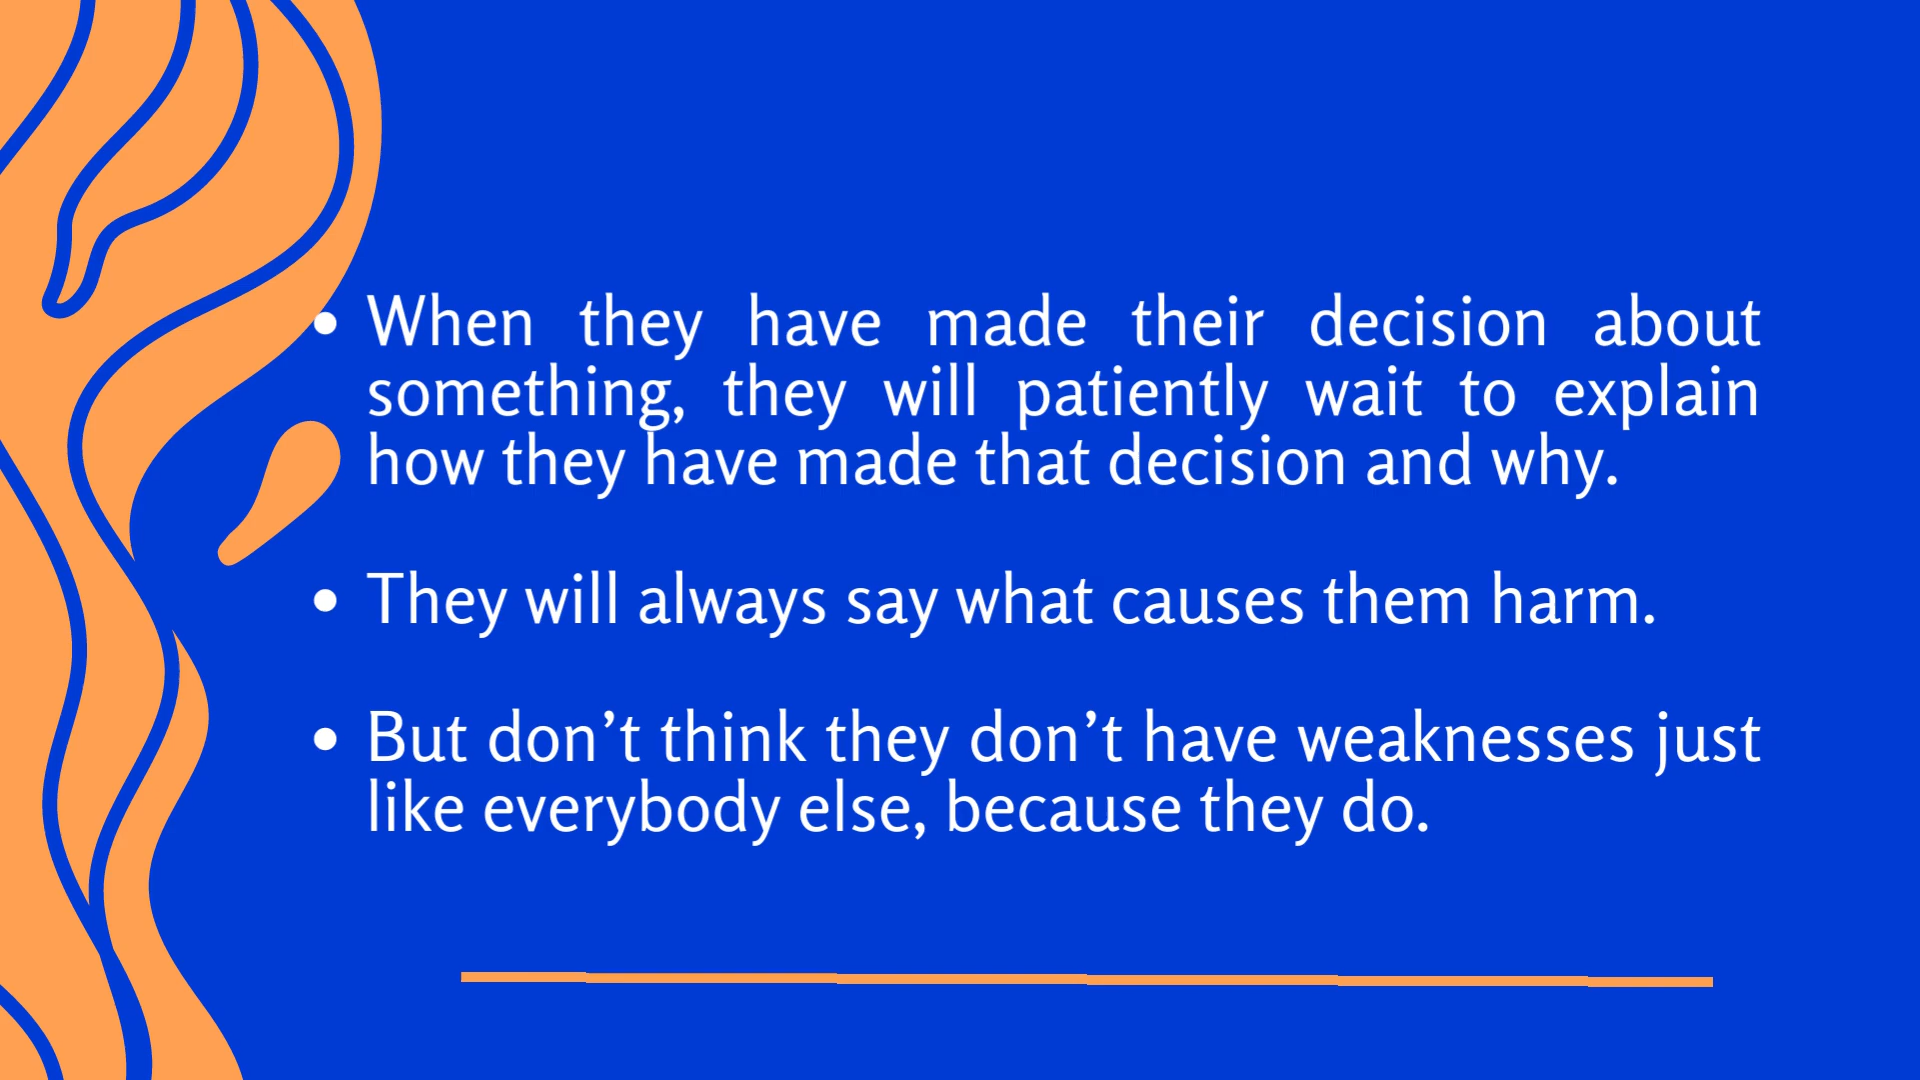 • When they have made their decision about
something, they will patiently wait to explain
how they have made that decision and why.
• They will always say what causes them harm.
• But don’t think they don’t have weaknesses just
like everybody else, because they do.